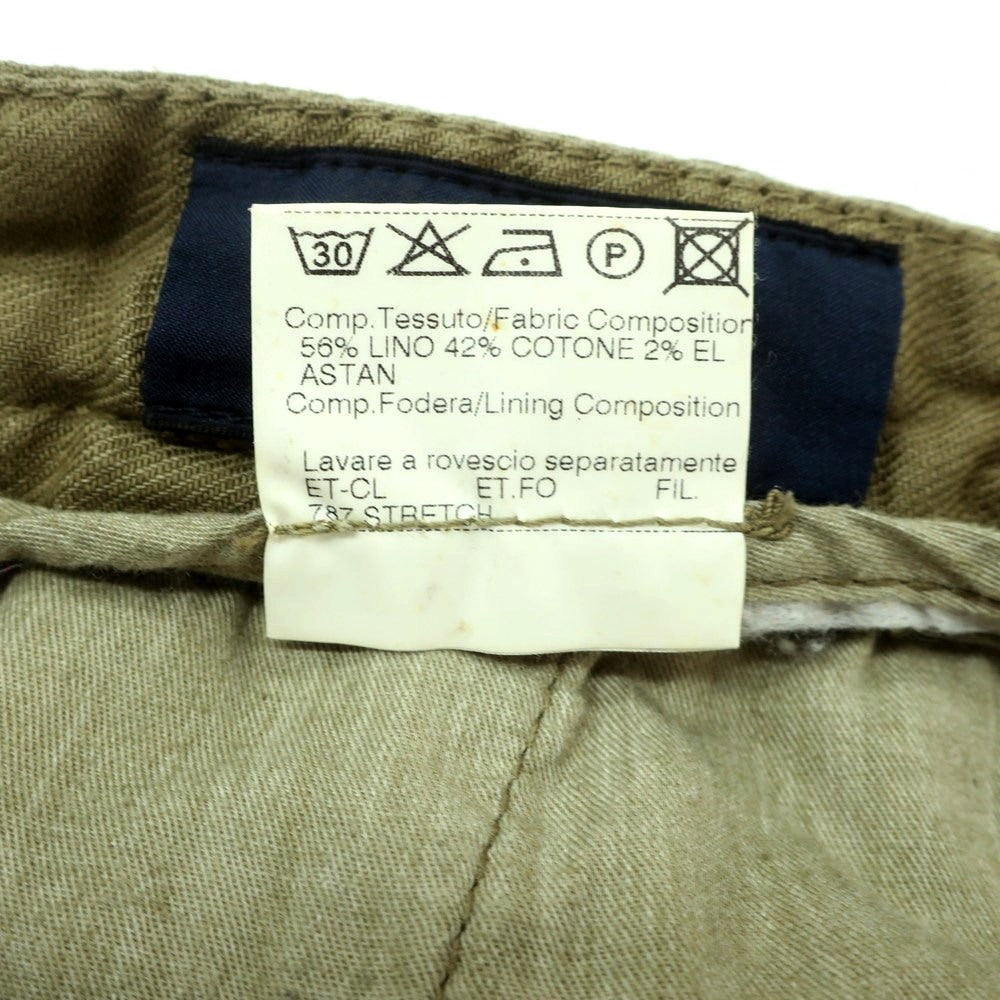 30 P
Comp.Tessuto/Fabric Composition
56% LINO 42% COTONE 2% EL
ASTAN
Comp.Fodera/Lining Composition
Lavare a rovescio separatamente
ET-CL ET.FO FIL.
787 STRETCH